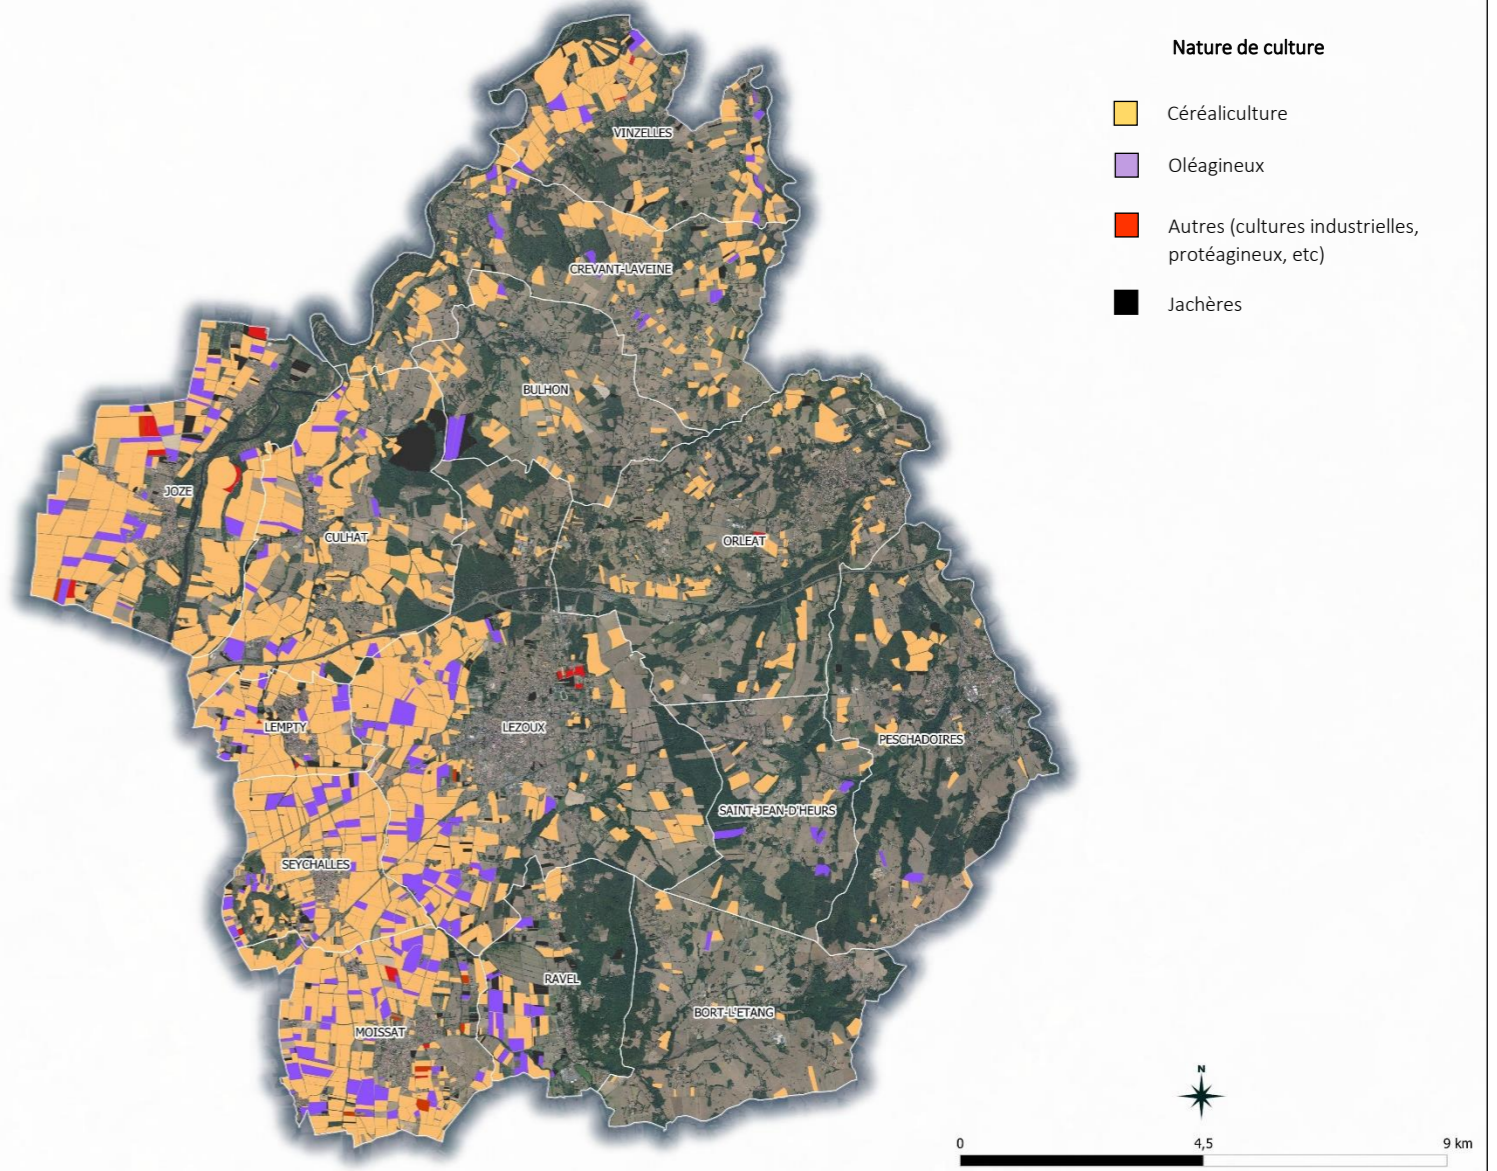 Nature de culture
Céréaliculture
Oléagineux
Autres (cultures industrielles,
protéagineux, etc)
Jachères
VINZELLES
CREVANT-LAVEINE
BULHON
JOZE
CULHAT
ORLEAT
LEMPTY
LEZOUX
PESCHADOIRES
SAINT-JEAN-D'HEURS
SEYCHALLES
RAVEL
BORT-L'ETANG
MOISSAT
N
0 4,5 9 km